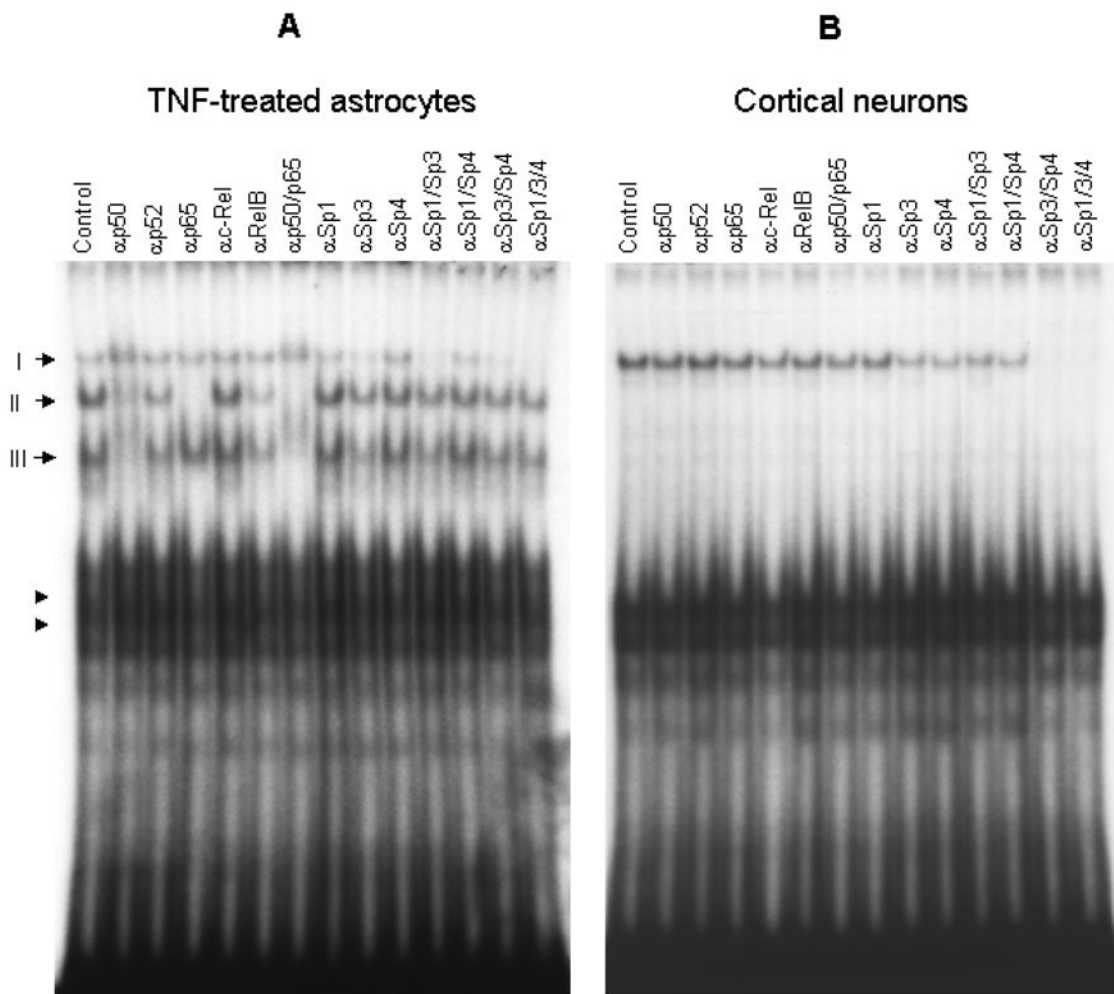 A
B
TNF-treated astrocytes
Cortical neurons
Control
αp50
αp52
αp65
αc-Rel
αRelB
αp50/p65
αSp1
αSp3
αSp4
αSp1/Sp3
αSp1/Sp4
αSp3/Sp4
αSp1/3/4
Control
αp50
αp52
αp65
αc-Rel
αRelB
αp50/p65
αSp1
αSp3
αSp4
αSp1/Sp3
αSp1/Sp4
αSp3/Sp4
αSp1/3/4
I
II
III